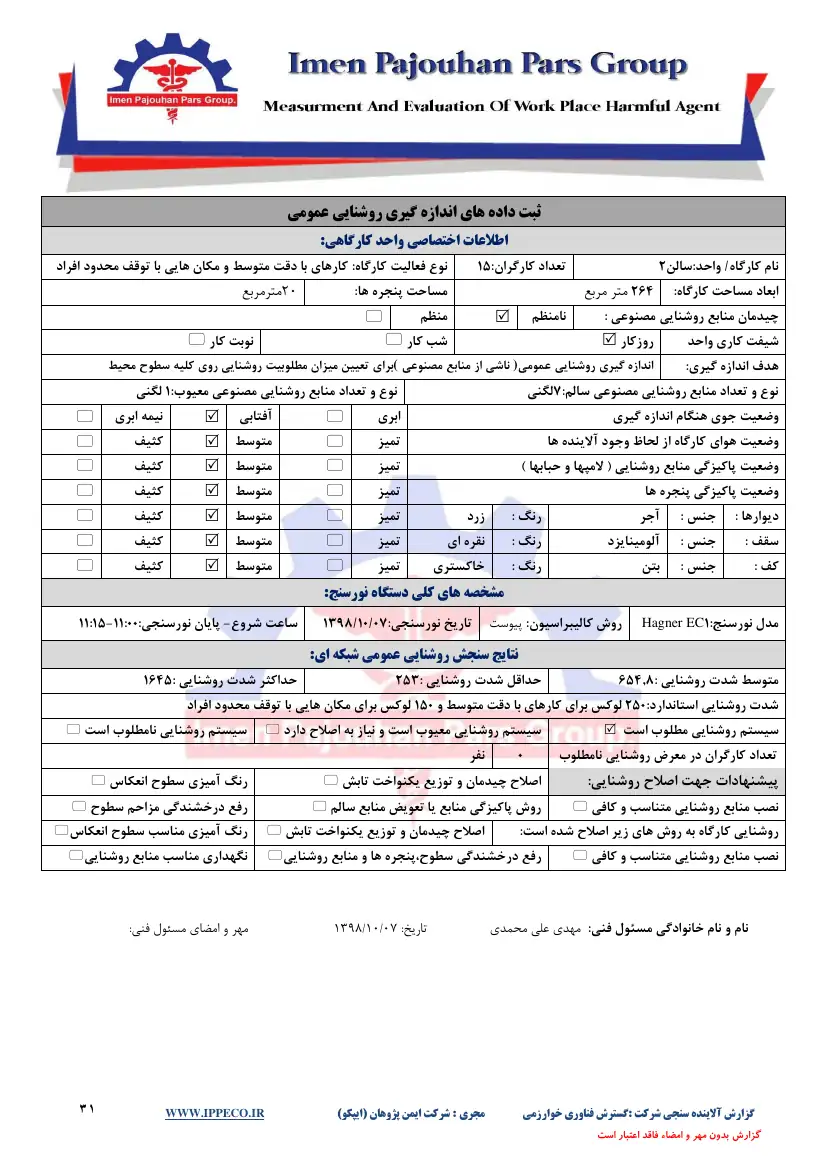 Imen Pajouhan Pars Group
Imen Pajouhan Pars Group.
Measurment And Evaluation Of Work Place Harmful Agent
ثبت داده های اندازه گیری روشنایی عمومی
اطلاعات اختصاصی واحد کارگاهی:
نام کارگاه/ واحد:سالن۲ تعداد کارگران:۱۵ نوع فعالیت کارگاه: کارهای با دقت متوسط و مکان هایی با توقف محدود افراد
ابعاد مساحت کارگاه: ۲۶۴ متر مربع مساحت پنجره ها: ۲۰مترمربع
چیدمان منابع روشنایی مصنوعی : نامنظم ☑ منظم ☐
شیفت کاری واحد روزکار ☑ شب کار ☐ نوبت کار ☐
هدف اندازه گیری: اندازه گیری روشنایی عمومی( ناشی از منابع مصنوعی )برای تعیین میزان مطلوبیت روشنایی روی کلیه سطوح محیط
نوع و تعداد منابع روشنایی مصنوعی سالم:۷لگنی نوع و تعداد منابع روشنایی مصنوعی معیوب:۱ لگنی
وضعیت جوی هنگام اندازه گیری ابری ☐ آفتابی ☑ نیمه ابری ☐
وضعیت هوای کارگاه از لحاظ وجود آلاینده ها تمیز ☐ متوسط ☑ کثیف ☐
وضعیت پاکیزگی منابع روشنایی ( لامپها و حبابها ) تمیز ☐ متوسط ☑ کثیف ☐
وضعیت پاکیزگی پنجره ها تمیز ☐ متوسط ☑ کثیف ☐
دیوارها : جنس : آجر رنگ : زرد تمیز ☐ متوسط ☑ کثیف ☐
سقف : جنس : آلومینایزد رنگ : نقره ای تمیز ☐ متوسط ☑ کثیف ☐
کف : جنس : بتن رنگ : خاکستری تمیز ☐ متوسط ☑ کثیف ☐
مشخصه های کلی دستگاه نورسنج:
مدل نورسنج:Hagner EC۱ روش کالیبراسیون: پیوست تاریخ نورسنجی:۱۳۹۸/۱۰/۰۷ ساعت شروع- پایان نورسنجی:۱۱:۰۰-۱۱:۱۵
نتایج سنجش روشنایی عمومی شبکه ای:
متوسط شدت روشنایی : ۶۵۴,۸ حداقل شدت روشنایی : ۲۵۳ حداکثر شدت روشنایی : ۱۶۴۵
شدت روشنایی استاندارد:۲۵۰ لوکس برای کارهای با دقت متوسط و ۱۵۰ لوکس برای مکان هایی با توقف محدود افراد
سیستم روشنایی مطلوب است ☑ سیستم روشنایی معیوب است و نیاز به اصلاح دارد ☐ سیستم روشنایی نامطلوب است ☐
Imen Pajouhan Pars Group.
تعداد کارگران در معرض روشنایی نامطلوب ۰ نفر
پیشنهادات جهت اصلاح روشنایی: اصلاح چیدمان و توزیع یکنواخت تابش ☐ رنگ آمیزی سطوح انعکاس ☐
نصب منابع روشنایی متناسب و کافی ☐ روش پاکیزگی منابع یا تعویض منابع سالم ☐ رفع درخشندگی مزاحم سطوح ☐
روشنایی کارگاه به روش های زیر اصلاح شده است: اصلاح چیدمان و توزیع یکنواخت تابش ☐ رنگ آمیزی مناسب سطوح انعکاس☐
نصب منابع روشنایی متناسب و کافی ☐ رفع درخشندگی سطوح،پنجره ها و منابع روشنایی☐ نگهداری مناسب منابع روشنایی☐
نام و نام خانوادگی مسئول فنی: مهدی علی محمدی تاریخ: ۱۳۹۸/۱۰/۰۷ مهر و امضای مسئول فنی:
گزارش آلاینده سنجی شرکت :گسترش فناوری خوارزمی مجری : شرکت ایمن پژوهان (ایپکو) WWW.IPPECO.IR ۳۱
گزارش بدون مهر و امضاء فاقد اعتبار است